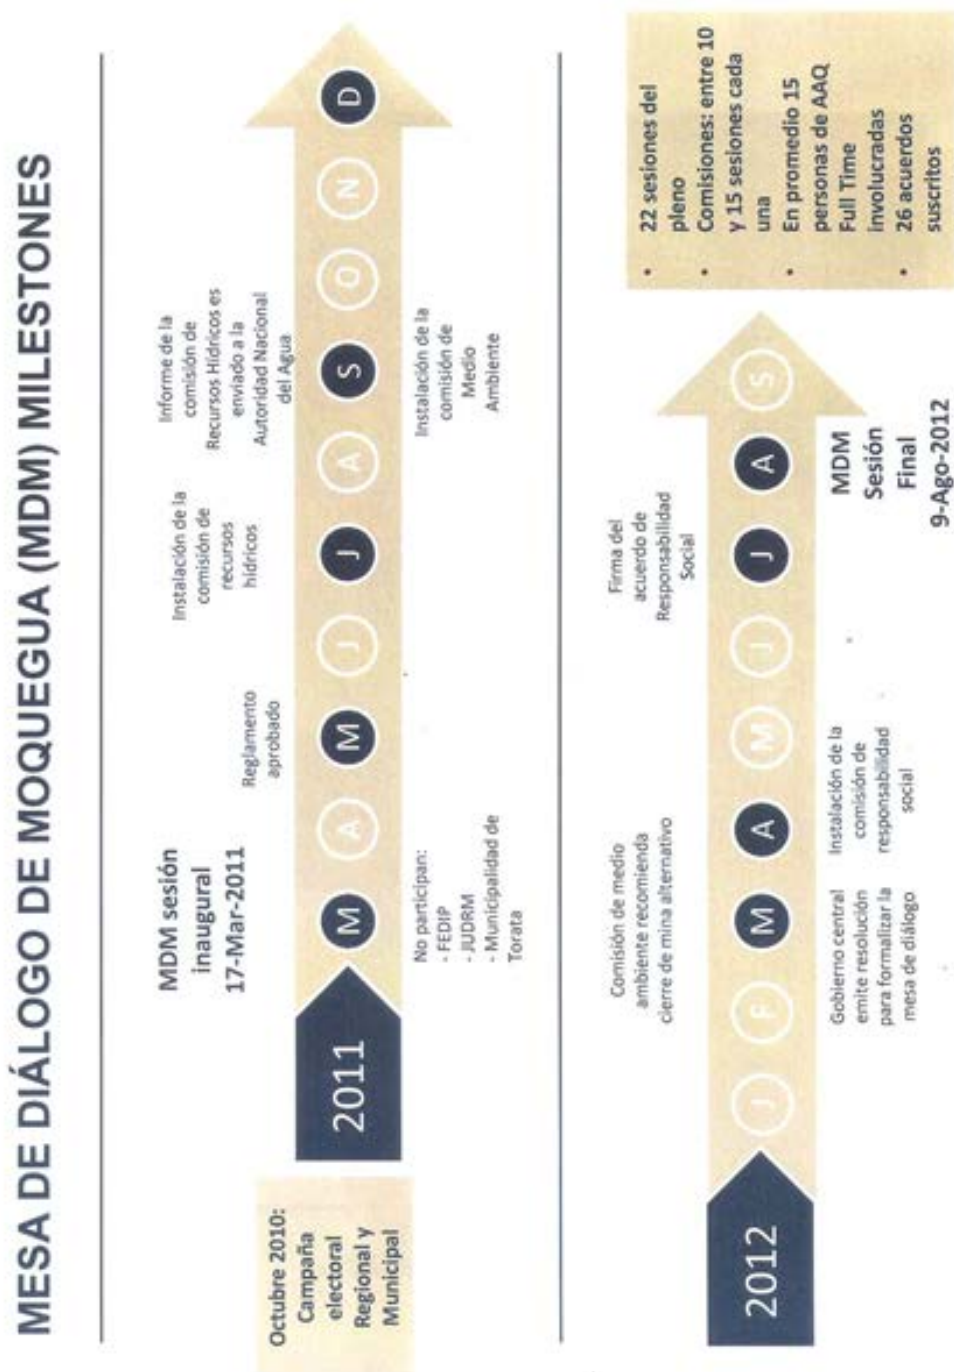 MESA DE DIÁLOGO DE MOQUEGUA (MDM) MILESTONES
Octubre 2010:
Campaña
electoral
Regional y
Municipal
2011
M
A
M
J
J
A
S
O
N
D
MDM sesión
inaugural
17-Mar-2011
Reglamento
aprobado
Instalación de la
comisión de
recursos
hídricos
Informe de la
comisión de
Recursos Hídricos es
enviado a la
Autoridad Nacional
del Agua
No participan:
- FEDIP
- JUDRM
- Municipalidad de
Torata
Instalación de la
comisión de
Medio
Ambiente
2012
J
F
M
A
M
J
J
A
S
Comisión de medio
ambiente recomienda
cierre de mina alternativo
Firma del
acuerdo de
Responsabilidad
Social
Gobierno central
emite resolución
para formalizar la
mesa de diálogo
Instalación de la
comisión de
responsabilidad
social
MDM
Sesión
Final
9-Ago-2012
• 22 sesiones del
pleno
• Comisiones: entre 10
y 15 sesiones cada
una
• En promedio 15
personas de AAQ
Full Time
involucradas
• 26 acuerdos
suscritos